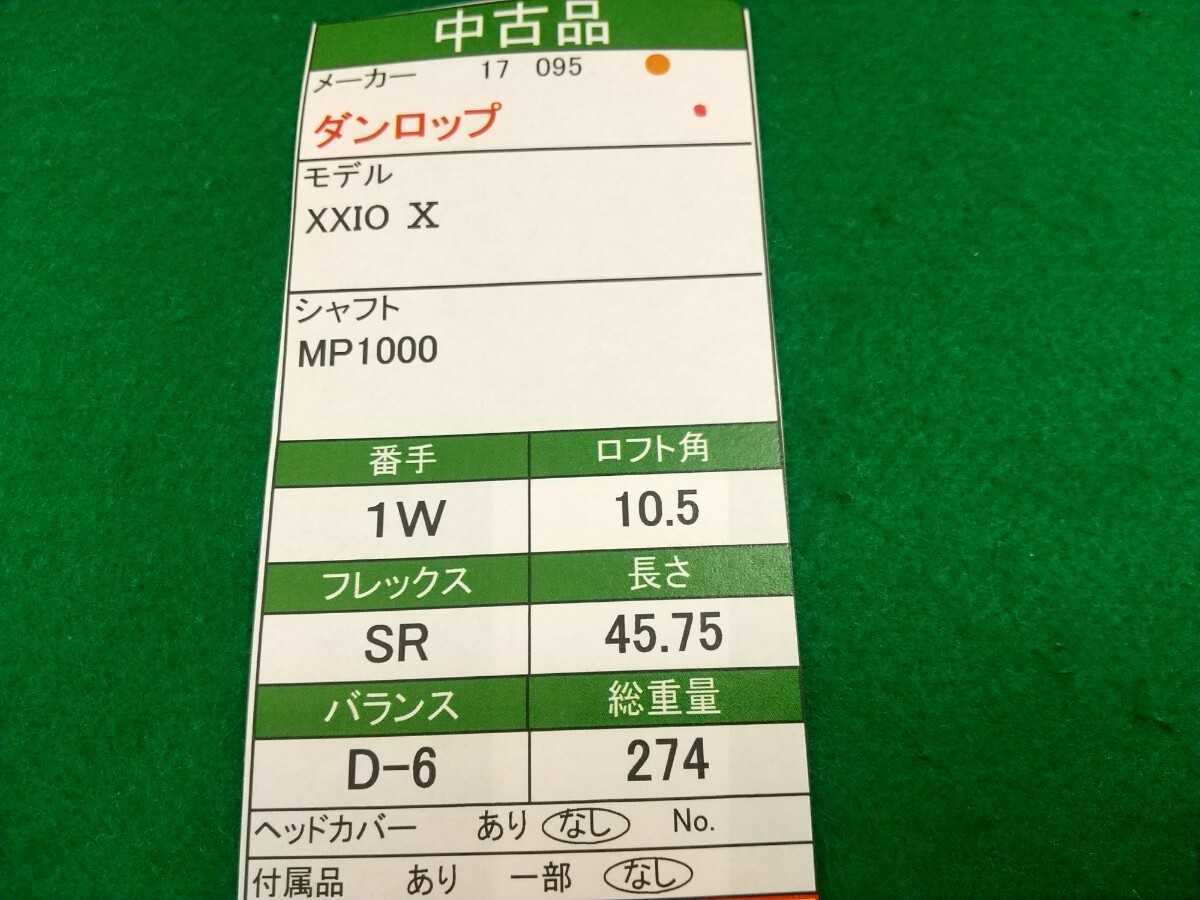 中古品
メーカー 17 095
ダンロップ
モデル
XXIO X
シャフト
MP1000
番手 ロフト角
1W 10.5
フレックス 長さ
SR 45.75
バランス 総重量
D-6 274
ヘッドカバー あり なし No.
付属品 あり 一部 なし